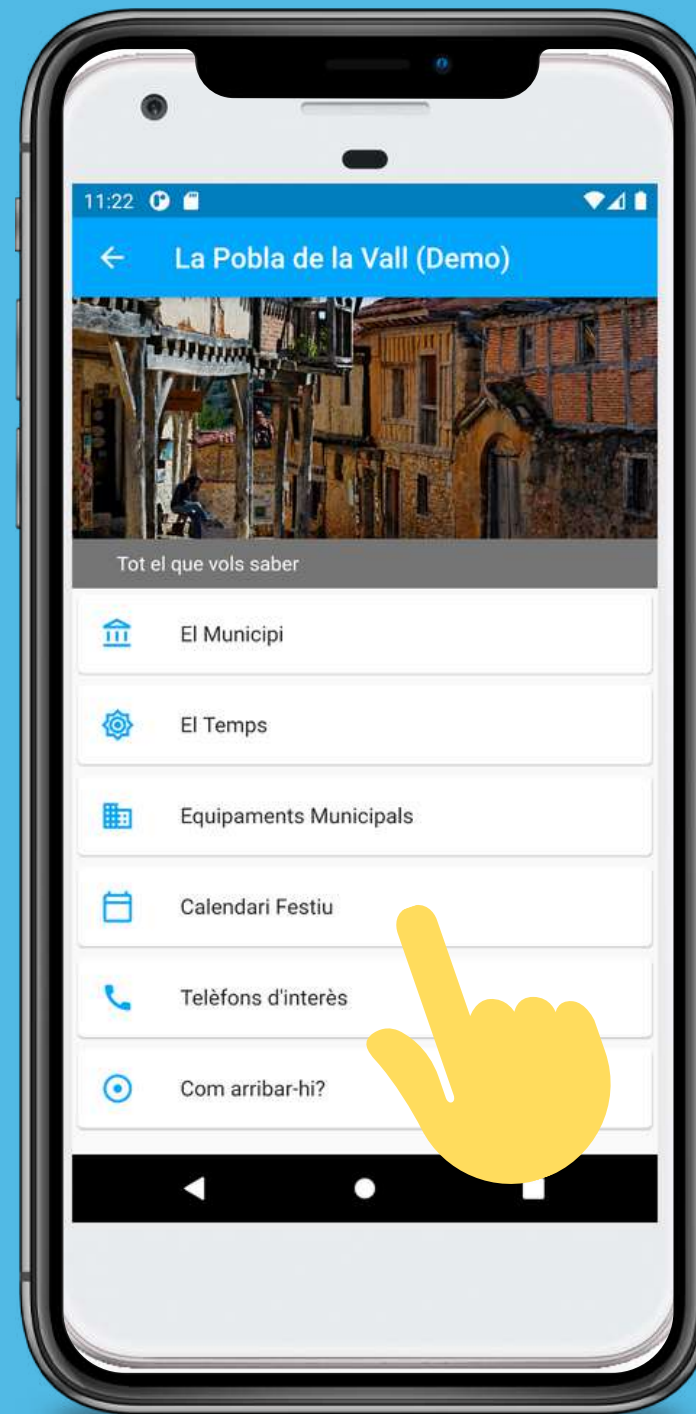 11:22
La Pobla de la Vall (Demo)
Tot el que vols saber
El Municipi
El Temps
Equipaments Municipals
Calendari Festiu
Telèfons d'interès
Com arribar-hi?